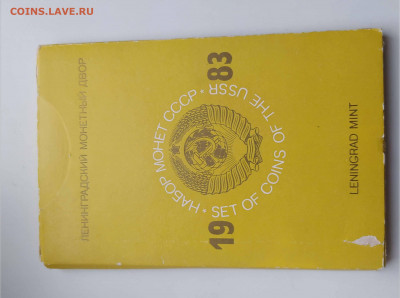 COINS.LAVE.RU
ЛЕНИНГРАДСКИЙ МОНЕТНЫЙ ДВОР
19 83
НАБОР МОНЕТ СССР · SET OF COINS OF THE USSR ·
LENINGRAD MINT